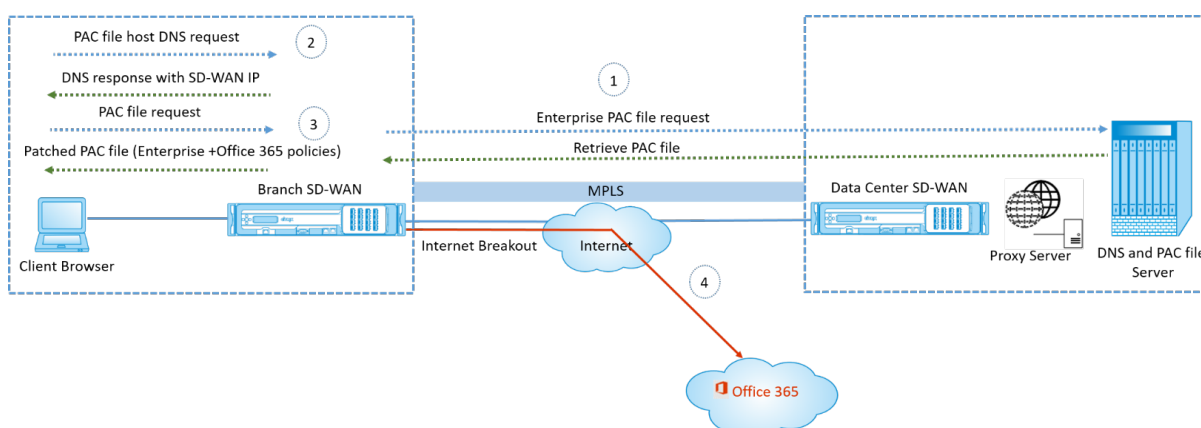 PAC file host DNS request
2
DNS response with SD-WAN IP
1
PAC file request
3
Enterprise PAC file request
Patched PAC file (Enterprise +Office 365 policies)
Retrieve PAC file
Branch SD-WAN
MPLS
Data Center SD-WAN
Internet Breakout
Internet
Client Browser
Proxy Server
DNS and PAC file
Server
4
Office 365